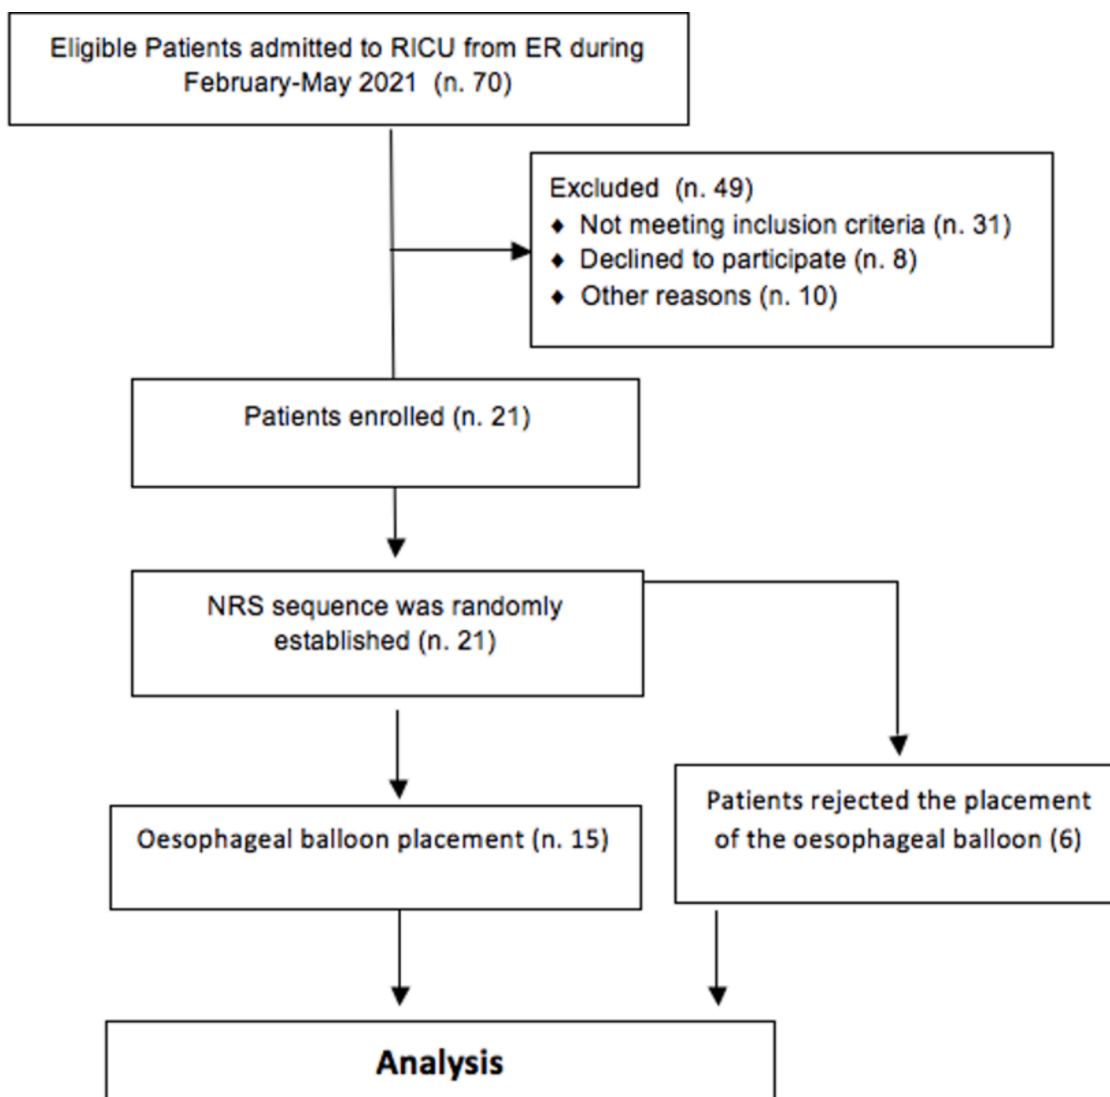 Eligible Patients admitted to RICU from ER during
February-May 2021 (n. 70)
Excluded (n. 49)
♦ Not meeting inclusion criteria (n. 31)
♦ Declined to participate (n. 8)
♦ Other reasons (n. 10)
Patients enrolled (n. 21)
NRS sequence was randomly
established (n. 21)
Oesophageal balloon placement (n. 15)
Patients rejected the placement
of the oesophageal balloon (6)
Analysis